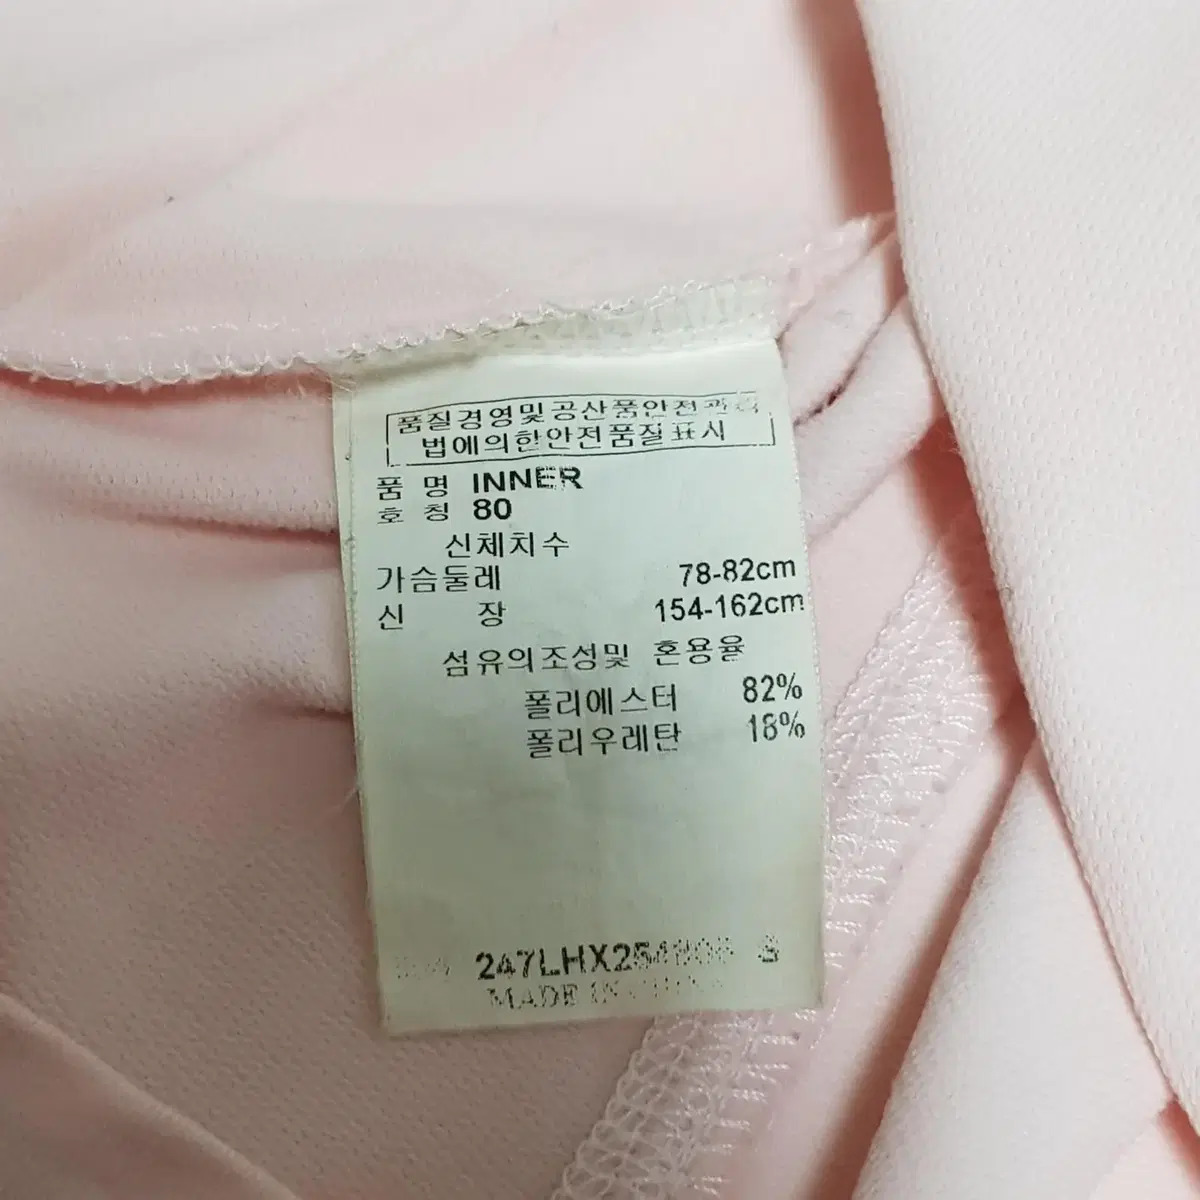 품질경영및공산품안전관리
법에의한안전품질표시
품 명 INNER
호 칭 80
신체치수
가슴둘레 78-82cm
신 장 154-162cm
섬유의조성및 혼용율
폴리에스터 82%
폴리우레탄 18%
MADE IN CHINA